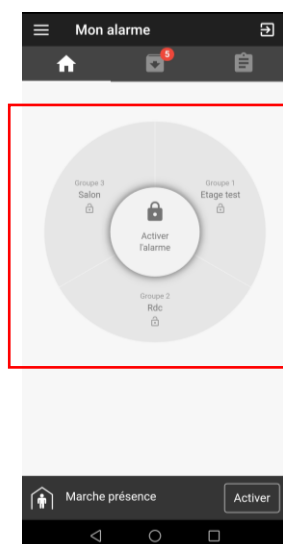 Mon alarme
5
Groupe 3
Salon
Groupe 1
Etage test
Activer
l'alarme
Groupe 2
Rdc
Marche présence
Activer